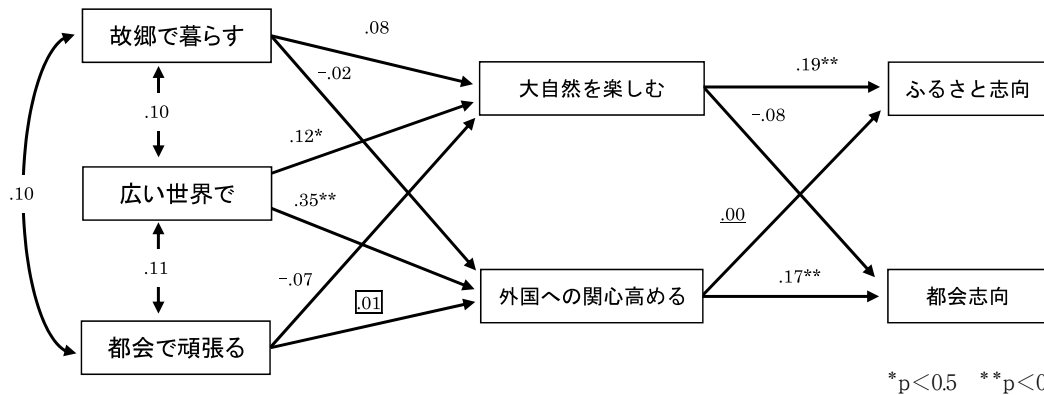 故郷で暮らす
.08
-.02
大自然を楽しむ
.19**
ふるさと志向
-.08
.10
.12*
広い世界で
.10
.35**
.00
.11
-.07
.01
外国への関心高める
.17**
都会志向
都会で頑張る
*p<0.5 **p<0